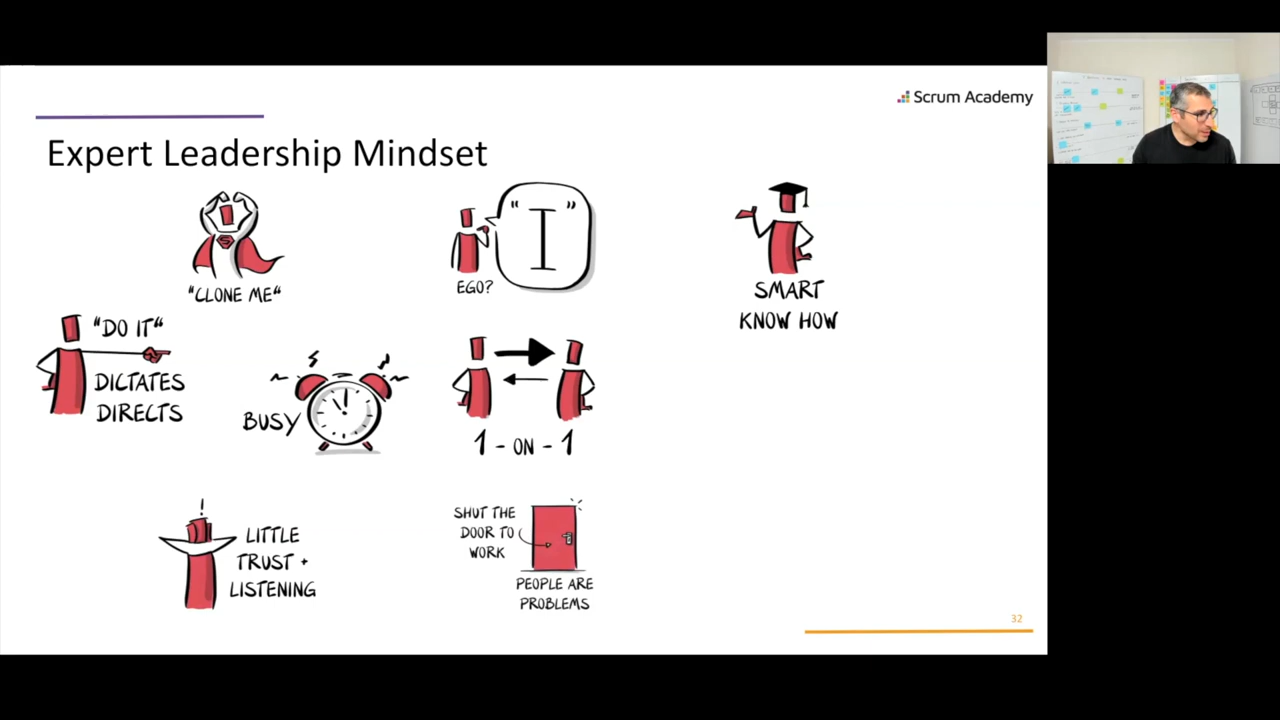 Scrum Academy
Expert Leadership Mindset
"CLONE ME"
S
" I "
EGO?
SMART
KNOW HOW
"DO IT"
DICTATES
DIRECTS
BUSY
1 - ON - 1
!
LITTLE
TRUST +
LISTENING
SHUT THE
DOOR TO
WORK
PEOPLE ARE
PROBLEMS
32